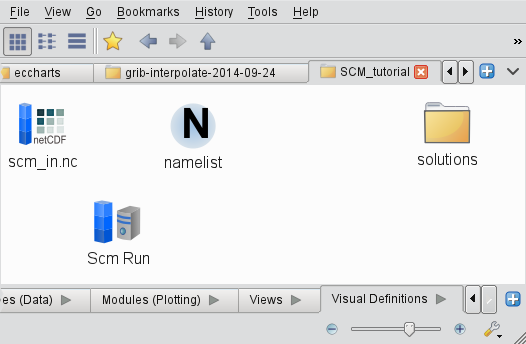 File View Go Bookmarks History Tools Help
»
eccharts grib-interpolate-2014-09-24 SCM_tutorial
netCDF
scm_in.nc
N
namelist
solutions
Scm Run
es (Data) Modules (Plotting) Views Visual Definitions